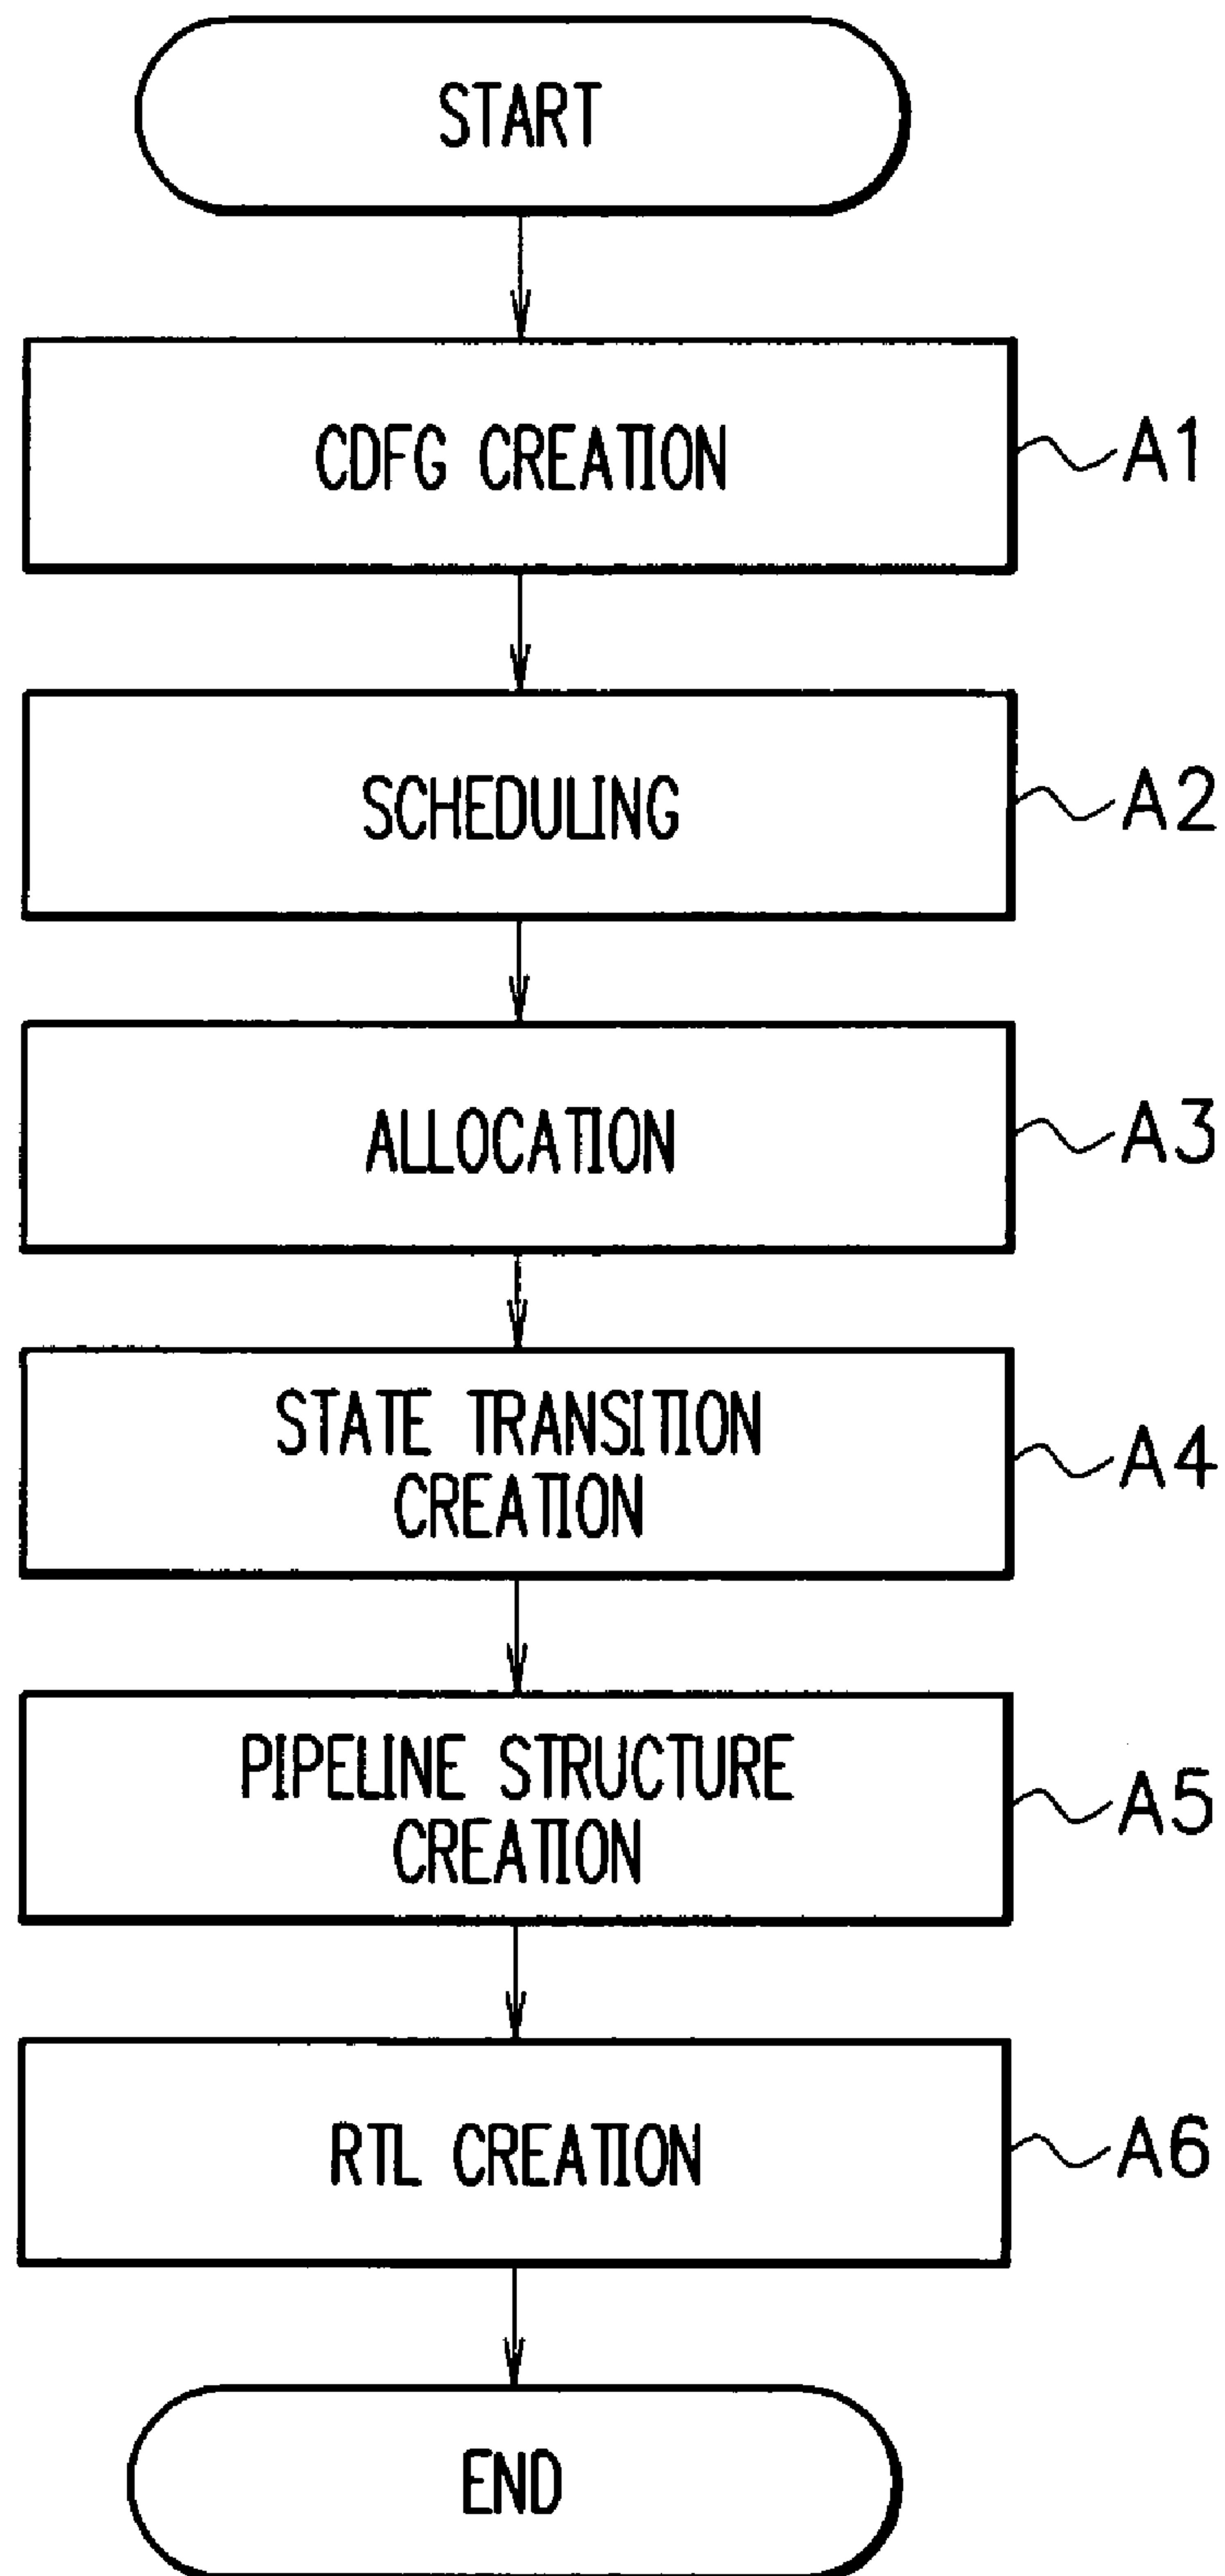 START
CDFG CREATION
A1
SCHEDULING
A2
ALLOCATION
A3
STATE TRANSITION
CREATION
A4
PIPELINE STRUCTURE
CREATION
A5
RTL CREATION
A6
END